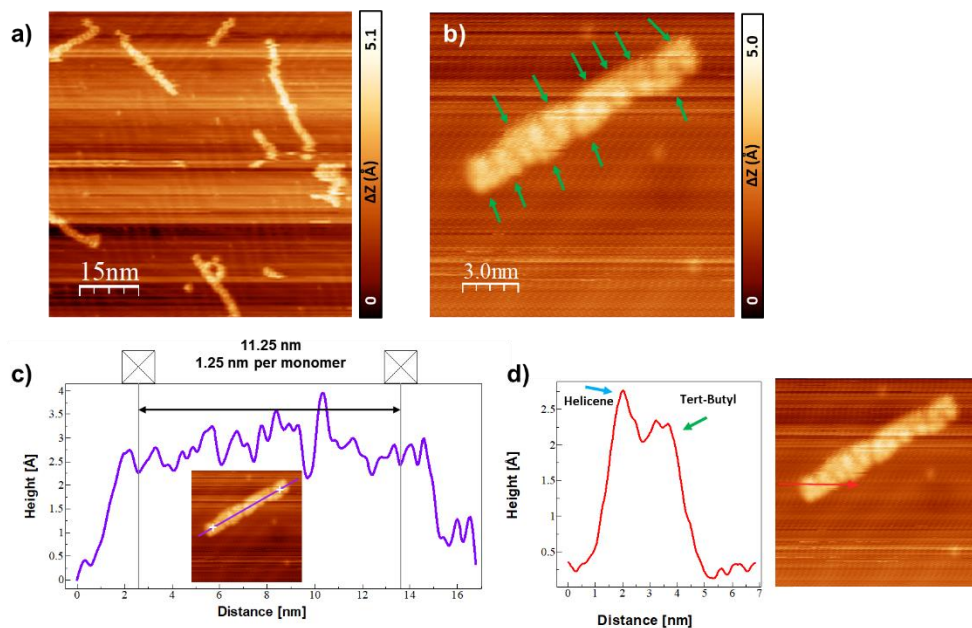 a)
5.1
ΔZ (Å)
0
15nm
b)
5.0
ΔZ (Å)
0
3.0nm
c)
11.25 nm
1.25 nm per monomer
4
3.5
3
2.5
2
1.5
1
0.5
0
Height [Å]
0 2 4 6 8 10 12 14 16
Distance [nm]
d)
Helicene
Tert-Butyl
2.5
2
1.5
1
0.5
Height [Å]
0 1 2 3 4 5 6 7
Distance [nm]